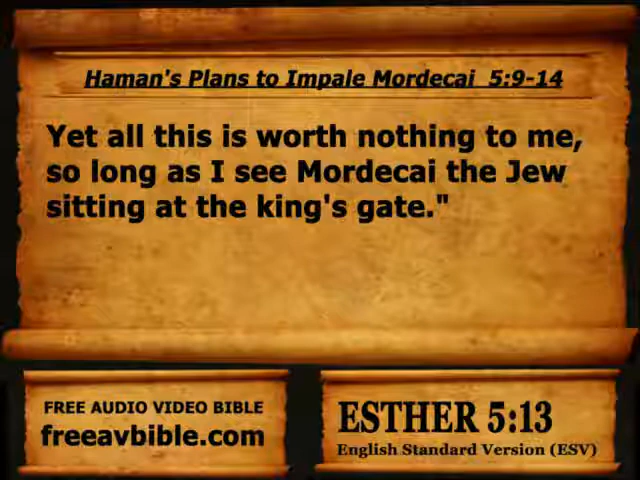 Haman's Plans to Impale Mordecai 5:9-14
Yet all this is worth nothing to me,
so long as I see Mordecai the Jew
sitting at the king's gate."
FREE AUDIO VIDEO BIBLE
freeavbible.com
ESTHER 5:13
English Standard Version (ESV)